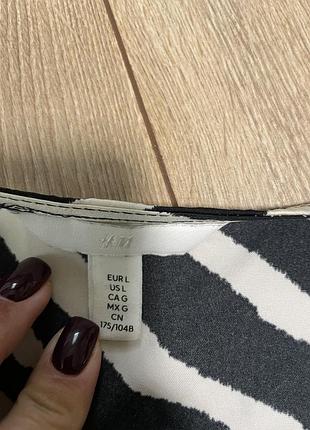 H&M
EUR L
US L
CA G
MX G
CN
175/104B